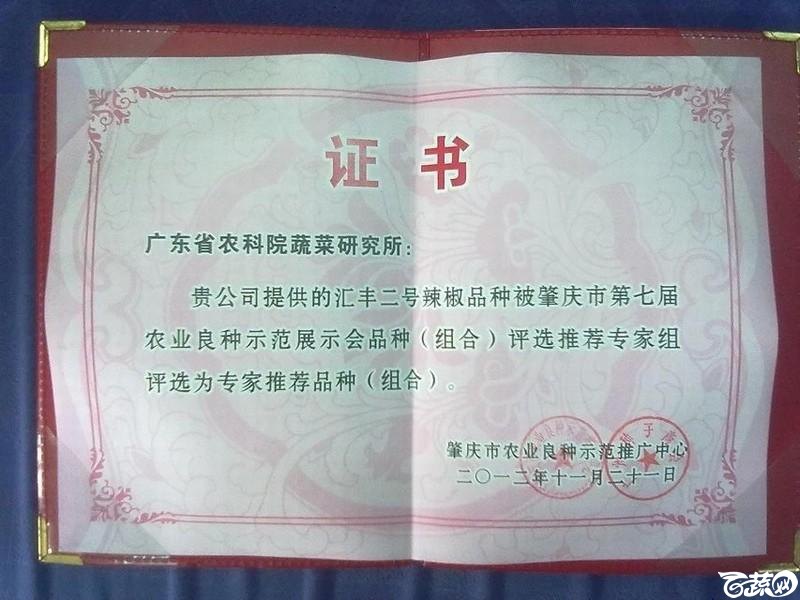 证书
广东省农科院蔬菜研究所：
贵公司提供的汇丰二号辣椒品种被肇庆市第七届
农业良种示范展示会品种（组合）评选推荐专家组
评选为专家推荐品种（组合）。
肇庆市农业良种示范推广中心
二〇一二年十一月二十一日
百蔬网